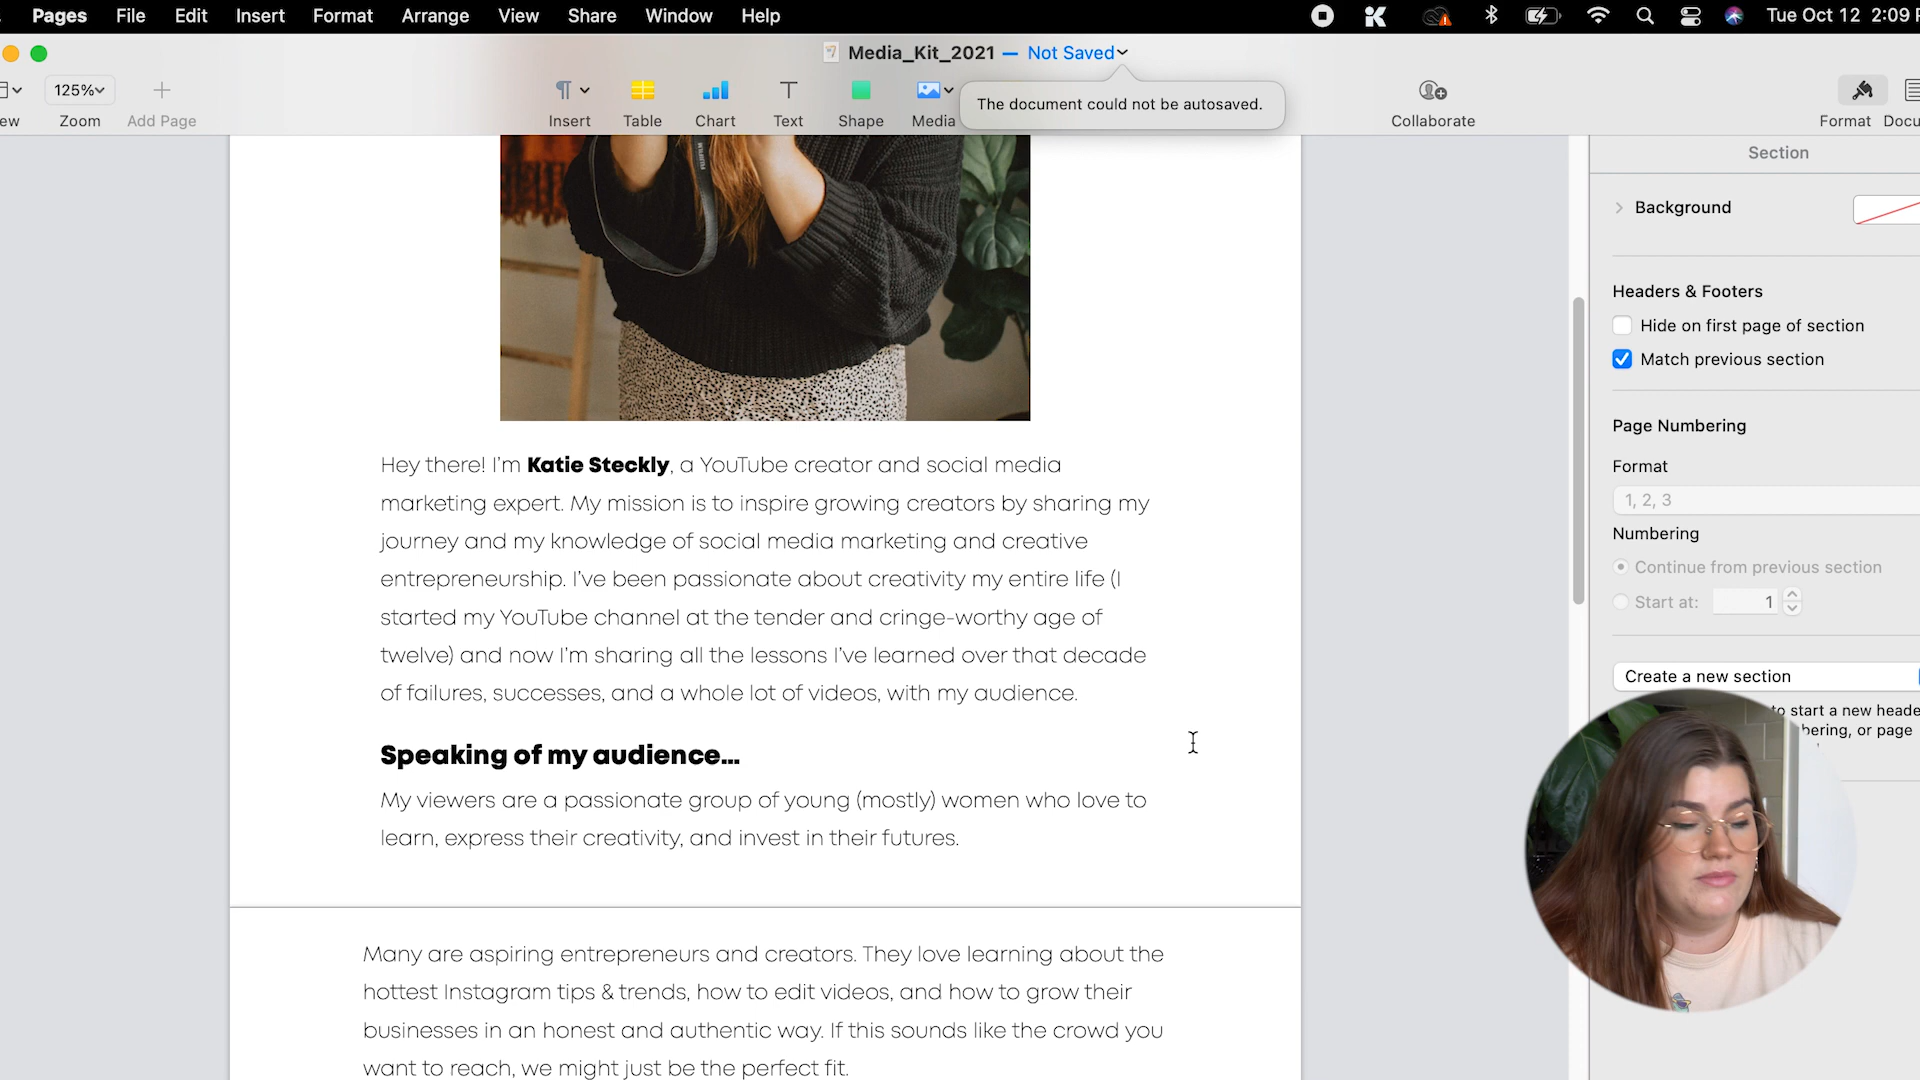 Pages File Edit Insert Format Arrange View Share Window Help Tue Oct 12 2:09
Media_Kit_2021 — Not Saved
125%
The document could not be autosaved.
Zoom Add Page Insert Table Chart Text Shape Media Collaborate Format
Section
Background
Headers & Footers
Hide on first page of section
Match previous section
Page Numbering
Format
1, 2, 3
Numbering
Continue from previous section
Start at: 1
Create a new section
to start a new
or page
Hey there! I'm Katie Steckly, a YouTube creator and social media
marketing expert. My mission is to inspire growing creators by sharing my
journey and my knowledge of social media marketing and creative
entrepreneurship. I've been passionate about creativity my entire life (I
started my YouTube channel at the tender and cringe-worthy age of
twelve) and now I'm sharing all the lessons I've learned over that decade
of failures, successes, and a whole lot of videos, with my audience.
Speaking of my audience...
My viewers are a passionate group of young (mostly) women who love to
learn, express their creativity, and invest in their futures.
Many are aspiring entrepreneurs and creators. They love learning about the
hottest Instagram tips & trends, how to edit videos, and how to grow their
businesses in an honest and authentic way. If this sounds like the crowd you
want to reach, we might just be the perfect fit.